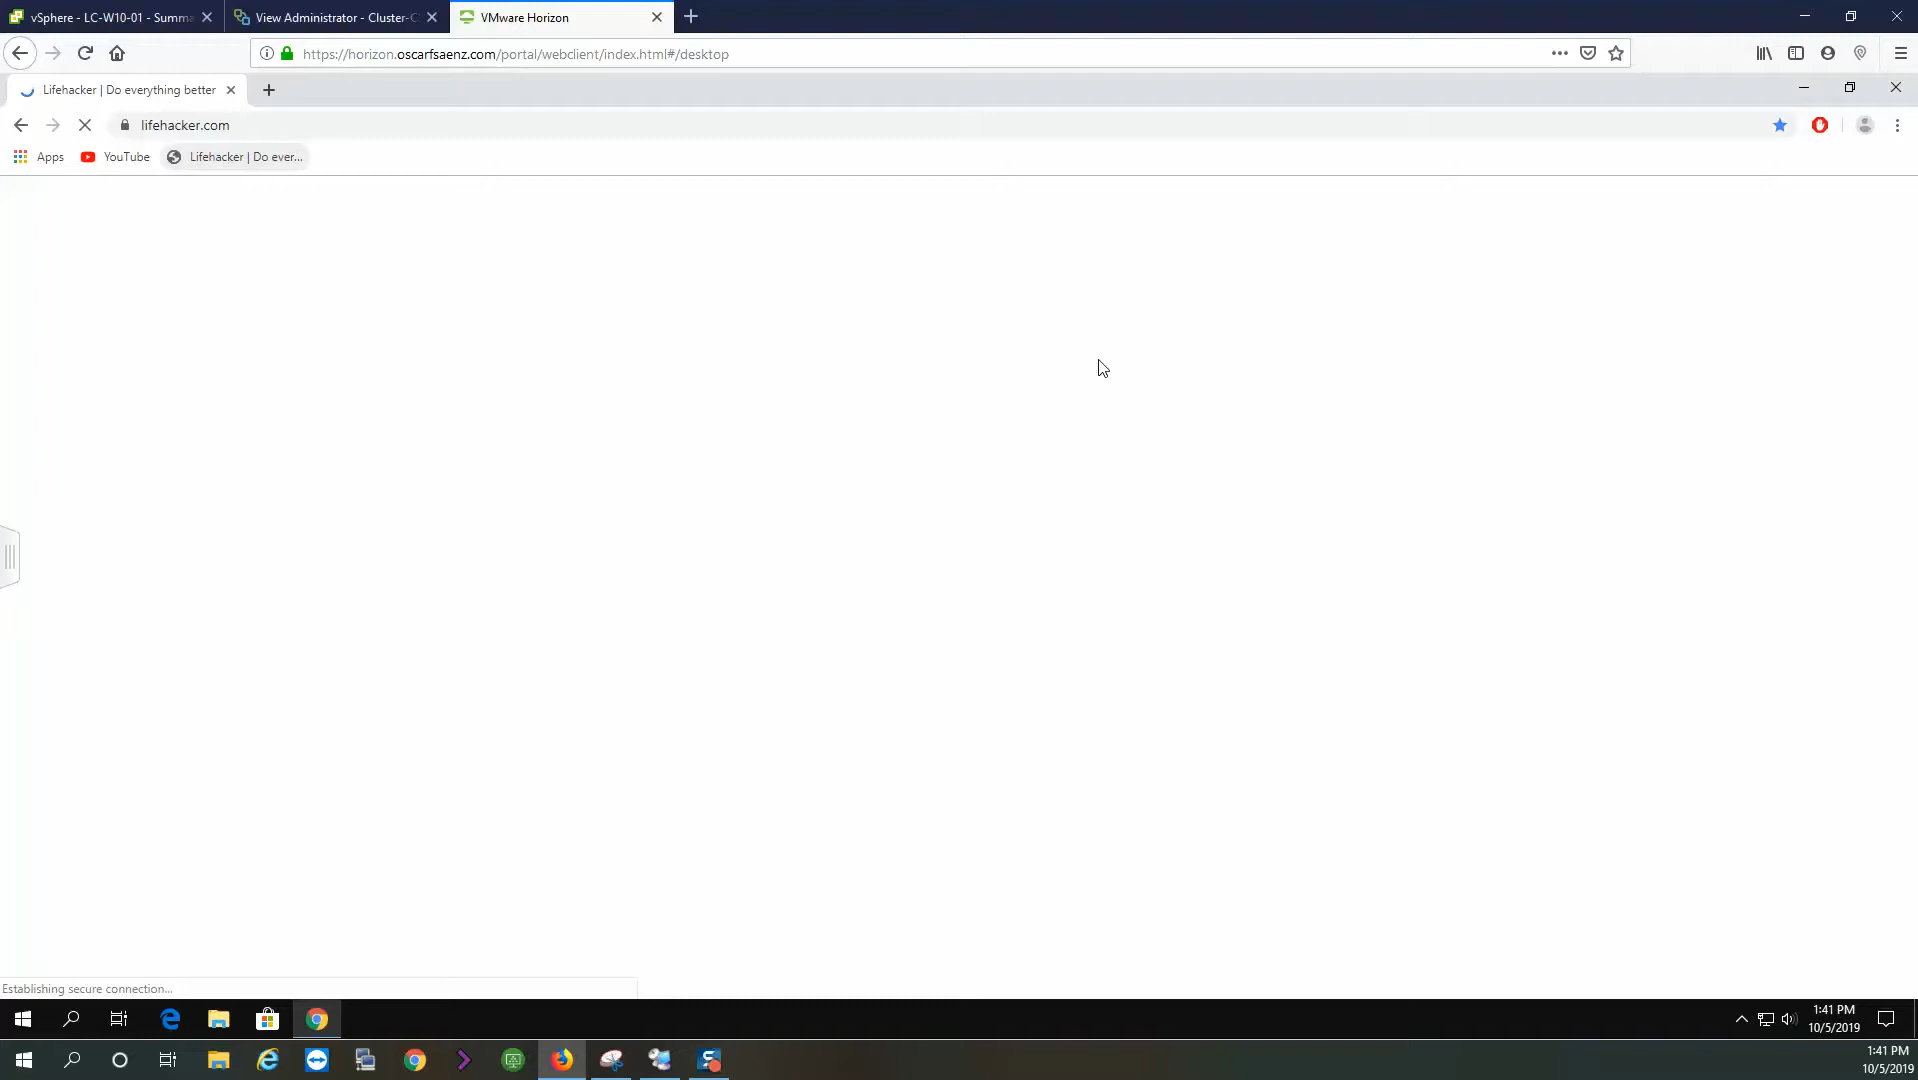 vSphere - LC-W10-01 - Summa
View Administrator - Cluster-C
VMware Horizon
https://horizon.oscarfsaenz.com/portal/webclient/index.html#/desktop
Lifehacker | Do everything better
lifehacker.com
Apps
YouTube
Lifehacker | Do ever...
Establishing secure connection...
1:41 PM
10/5/2019
1:41 PM
10/5/2019